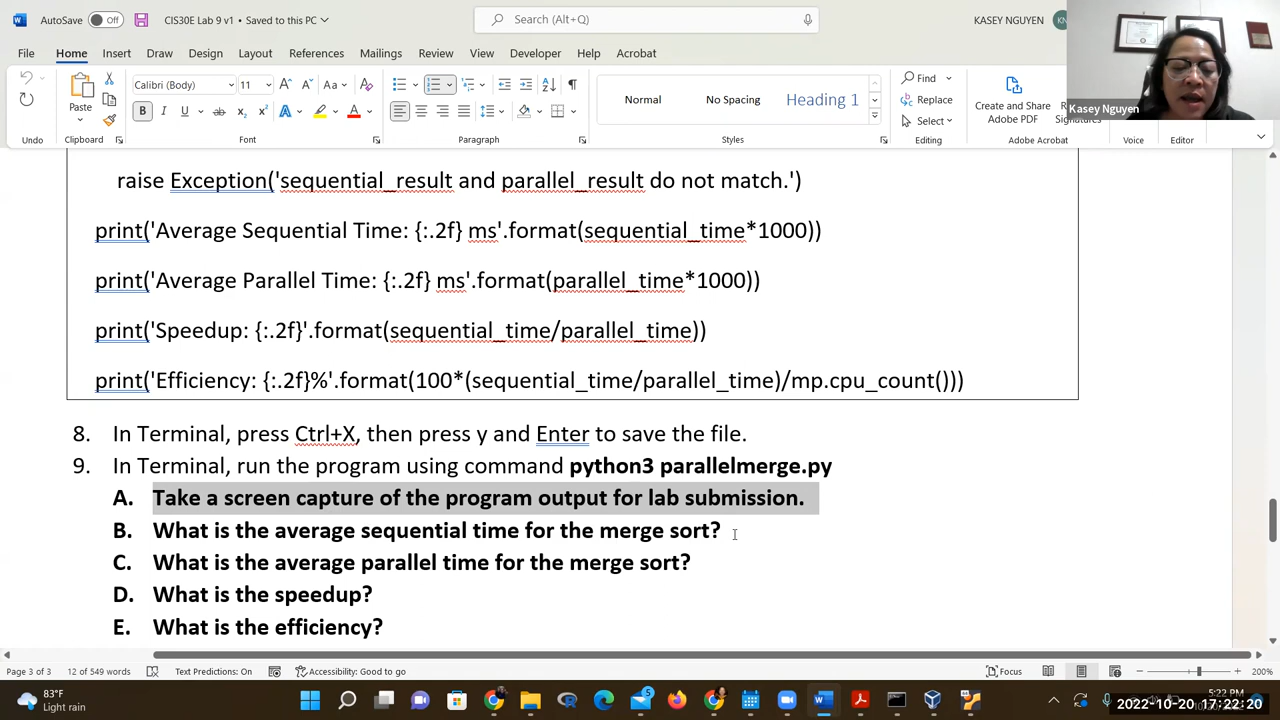 AutoSave Off CIS30E Lab 9 v1 • Saved to this PC Search (Alt+Q) KASEY NGUYEN KN
File Home Insert Draw Design Layout References Mailings Review View Developer Help Acrobat
Paste Calibri (Body) 11 Normal No Spacing Heading 1 Find Replace Select Create and Share Adobe PDF
Kasey Nguyen
Undo Clipboard Font Paragraph Styles Editing Adobe Acrobat Voice Editor
raise Exception('sequential_result and parallel_result do not match.')
print('Average Sequential Time: {:.2f} ms'.format(sequential_time*1000))
print('Average Parallel Time: {:.2f} ms'.format(parallel_time*1000))
print('Speedup: {:.2f}'.format(sequential_time/parallel_time))
print('Efficiency: {:.2f}%'.format(100*(sequential_time/parallel_time)/mp.cpu_count()))
8. In Terminal, press Ctrl+X, then press y and Enter to save the file.
9. In Terminal, run the program using command python3 parallelmerge.py
A. Take a screen capture of the program output for lab submission.
B. What is the average sequential time for the merge sort?
C. What is the average parallel time for the merge sort?
D. What is the speedup?
E. What is the efficiency?
Page 3 of 3 12 of 549 words Text Predictions: On Accessibility: Good to go Focus 200%
83°F
Light rain
5:22 PM
2022-10-20 17:22:20